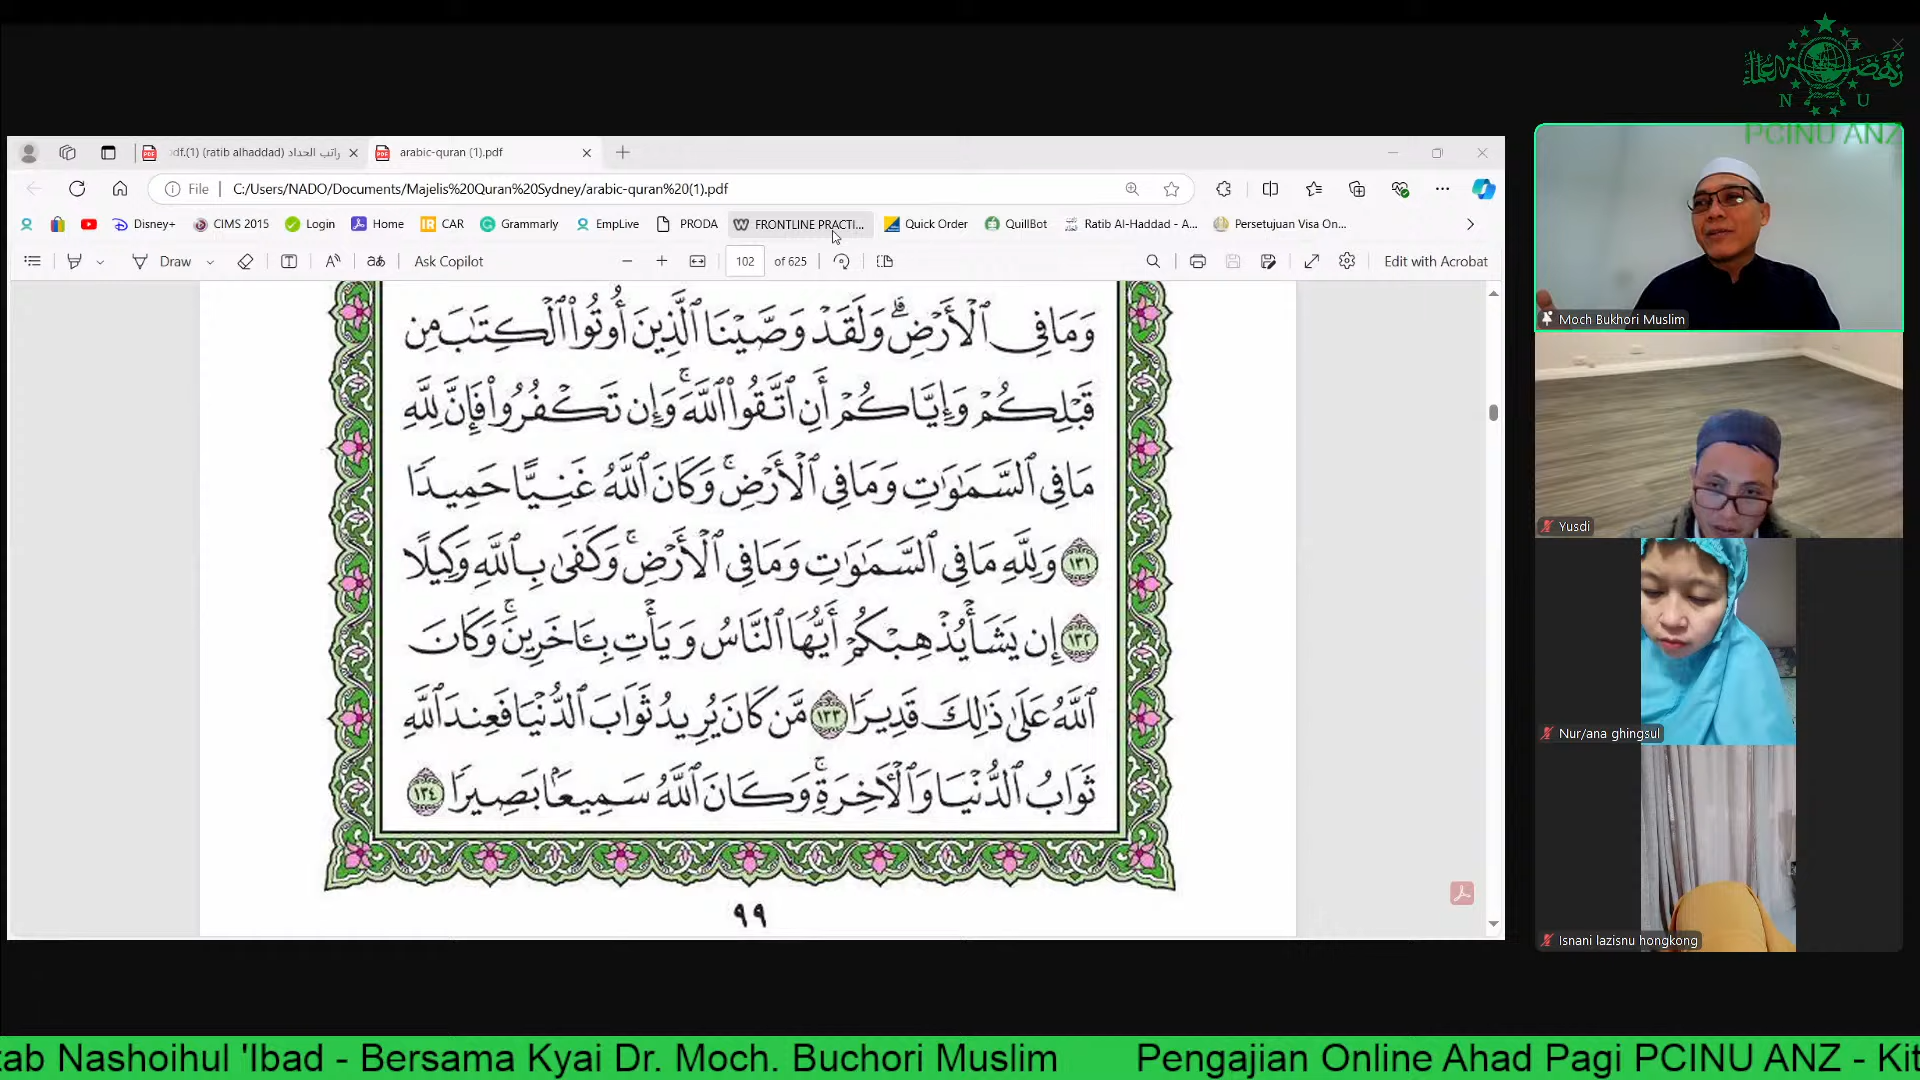 نهضة العلماء
N U
PCINU ANZ
(ratib alhaddad) راتب الحداد (1).pdf
arabic-quran (1).pdf
File C:/Users/NADO/Documents/Majelis%20Quran%20Sydney/arabic-quran%20(1).pdf
Disney+ CIMS 2015 Login Home CAR Grammarly EmpLive PRODA FRONTLINE PRACTI... Quick Order QuillBot Ratib Al-Haddad - A... Persetujuan Visa On...
Draw Ask Copilot 102 of 625 Edit with Acrobat
وَمَا فِى ٱلْأَرْضِ ۗ وَلَقَدْ وَصَّيْنَا ٱلَّذِينَ أُوتُوا۟ ٱلْكِتَٰبَ مِن
قَبْلِكُمْ وَإِيَّاكُمْ أَنِ ٱتَّقُوا۟ ٱللَّهَ ۚ وَإِن تَكْفُرُوا۟ فَإِنَّ لِلَّهِ
مَا فِى ٱلسَّمَٰوَٰتِ وَمَا فِى ٱلْأَرْضِ ۚ وَكَانَ ٱللَّهُ غَنِيًّا حَمِيدًا
١٣١ وَلِلَّهِ مَا فِى ٱلسَّمَٰوَٰتِ وَمَا فِى ٱلْأَرْضِ ۚ وَكَفَىٰ بِٱللَّهِ وَكِيلًا
١٣٢ إِن يَشَأْ يُذْهِبْكُمْ أَيُّهَا ٱلنَّاسُ وَيَأْتِ بِـَٔاخَرِينَ ۚ وَكَانَ
ٱللَّهُ عَلَىٰ ذَٰلِكَ قَدِيرًا ١٣٣ مَّن كَانَ يُرِيدُ ثَوَابَ ٱلدُّنْيَا فَعِندَ ٱللَّهِ
ثَوَابُ ٱلدُّنْيَا وَٱلْـَٔاخِرَةِ ۚ وَكَانَ ٱللَّهُ سَمِيعًۢا بَصِيرًا ١٣٤
٩٩
Moch Bukhori Muslim
Yusdi
Nur/ana ghingsul
Isnani lazisnu hongkong
tab Nashoihul 'Ibad - Bersama Kyai Dr. Moch. Buchori Muslim Pengajian Online Ahad Pagi PCINU ANZ - Kit